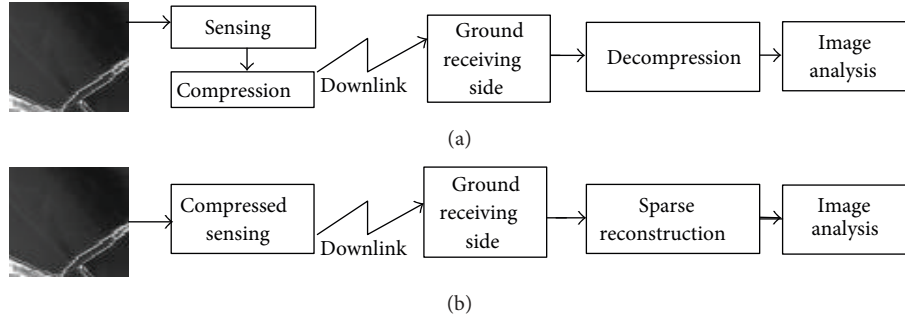 Sensing
Compression
Downlink
Ground
receiving
side
Decompression
Image
analysis
(a)
Compressed
sensing
Downlink
Ground
receiving
side
Sparse
reconstruction
Image
analysis
(b)